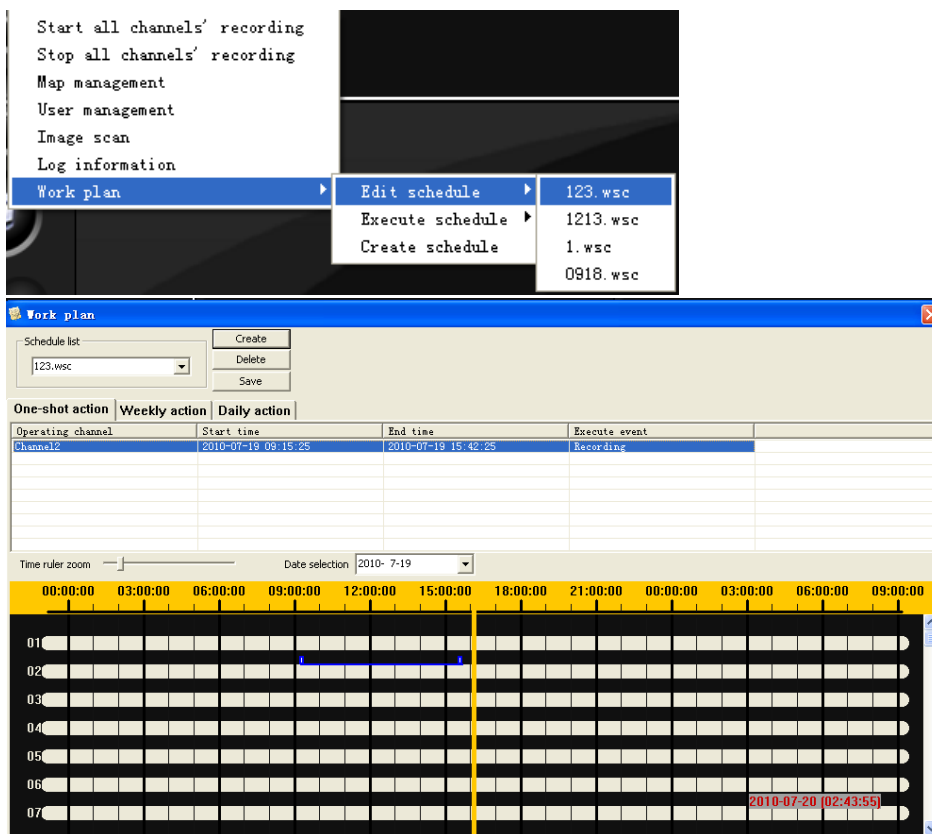 Start all channels' recording
Stop all channels' recording
Map management
User management
Image scan
Log information
Work plan
Edit schedule
Execute schedule
Create schedule
123.wsc
1213.wsc
1.wsc
0918.wsc
Work plan
Schedule list
123.wsc
Create
Delete
Save
One-shot action Weekly action Daily action
Operating channel Start time End time Execute event
Channel2 2010-07-19 09:15:25 2010-07-19 15:42:25 Recording
Time ruler zoom Date selection 2010- 7-19
00:00:00 03:00:00 06:00:00 09:00:00 12:00:00 15:00:00 18:00:00 21:00:00 00:00:00 03:00:00 06:00:00 09:00:00
01
02
03
04
05
06
2010-07-20 (02:43:55)
07